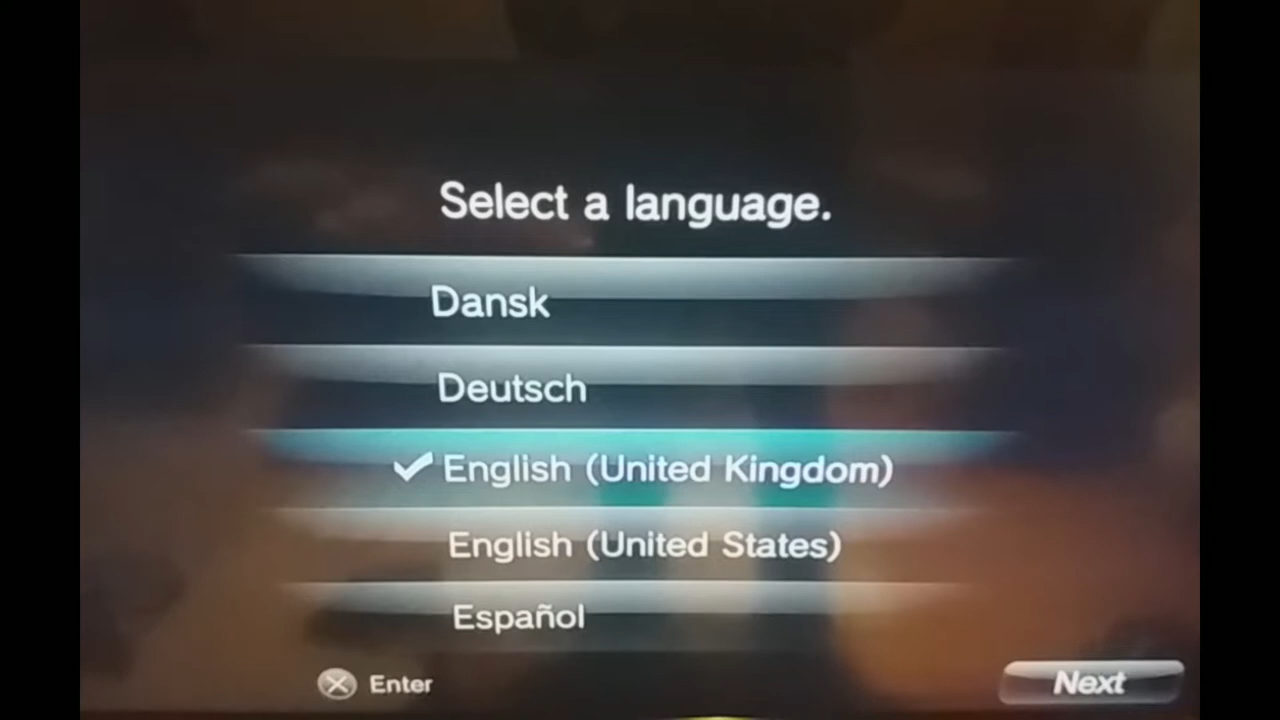 Select a language.
Dansk
Deutsch
English (United Kingdom)
English (United States)
Español
Enter
Next